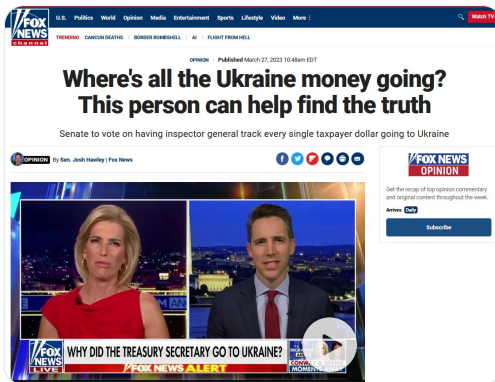 FOX
NEWS
channel
U.S. Politics World Opinion Media Entertainment Sports Lifestyle Video More
Watch TV
TRENDING CANCUN DEATHS BORDER BOMBSHELL AI FLIGHT FROM HELL
OPINION · Published March 27, 2023 10:48am EDT
Where's all the Ukraine money going?
This person can help find the truth
Senate to vote on having inspector general track every single taxpayer dollar going to Ukraine
OPINION By Sen. Josh Hawley | Fox News
FOX NEWS
OPINION
Get the recap of top opinion commentary
and original content throughout the week.
Arrives Daily
Subscribe
FOX
NEWS
LIVE
WHY DID THE TREASURY SECRETARY GO TO UKRAINE?
FOX NEWS ALERT
MOMENTS AWAY